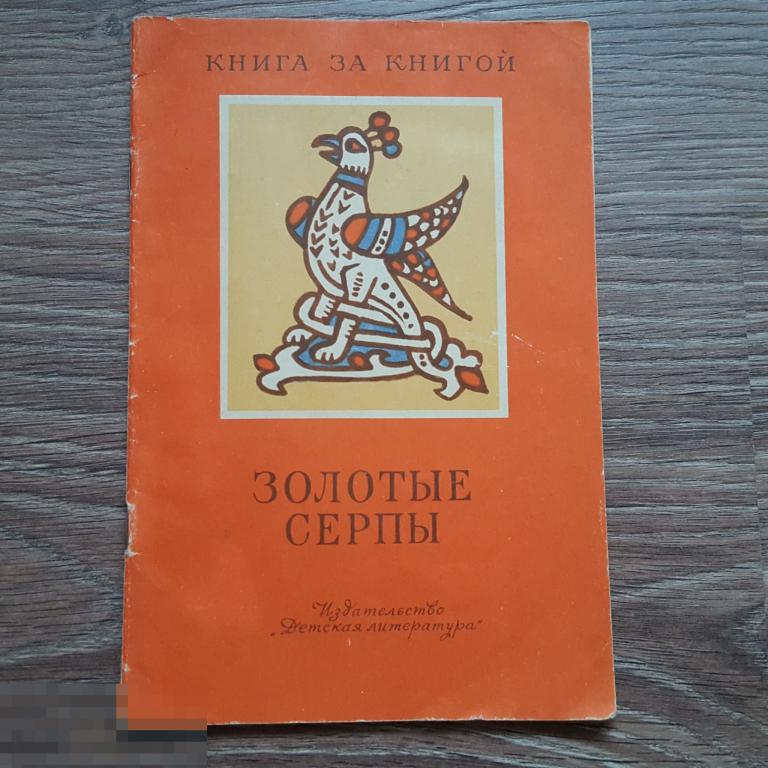 КНИГА ЗА КНИГОЙ
ЗОЛОТЫЕ
СЕРПЫ
Издательство
„Детская литература"